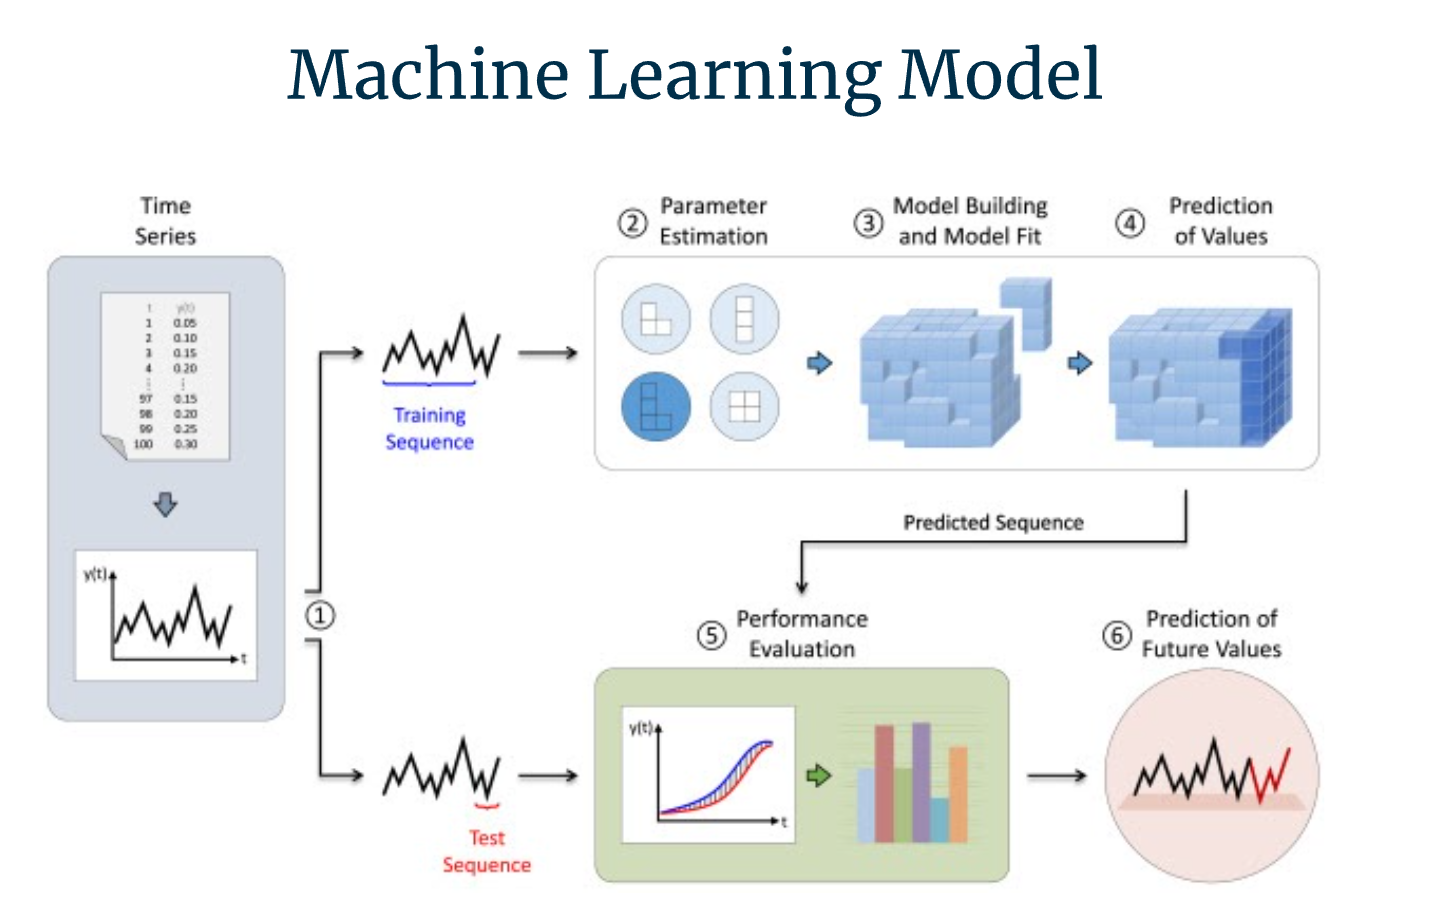 Machine Learning Model
Time
Series
t y(t)
1 0.05
2 0.10
3 0.15
4 0.20
⋮ ⋮
97 0.15
98 0.20
99 0.25
100 0.30
y(t)
t
①
Training
Sequence
② Parameter
Estimation
③ Model Building
and Model Fit
④ Prediction
of Values
Predicted Sequence
Test
Sequence
⑤ Performance
Evaluation
y(t)
t
⑥ Prediction of
Future Values